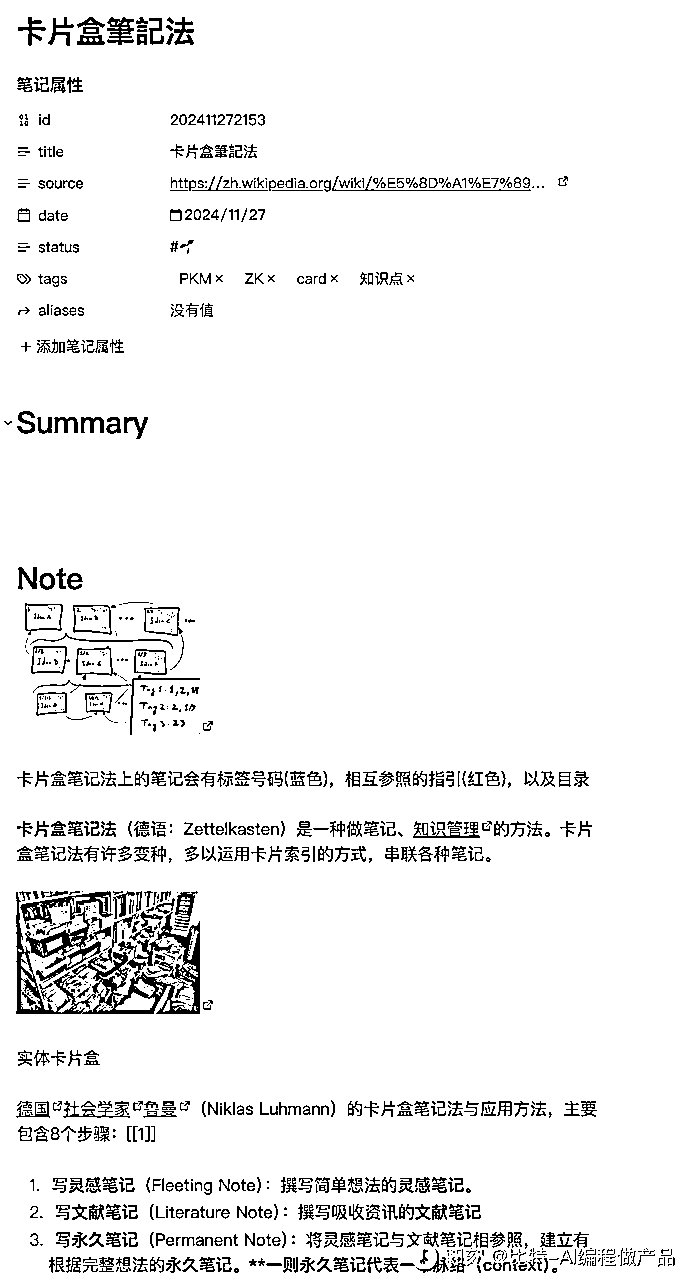 卡片盒筆記法
笔记属性
id 202411272153
title 卡片盒筆記法
source https://zh.wikipedia.org/wiki/%E5%8D%A1%E7%89...
date 2024/11/27
status #
tags PKM × ZK × card × 知识点 ×
aliases 没有值
+ 添加笔记属性
Summary
Note
Tag 1: 1, 2,
Tag 2: 2,
Tag 3: 23
卡片盒笔记法上的笔记会有标签号码(蓝色)，相互参照的指引(红色)，以及目录
卡片盒笔记法（德语：Zettelkasten）是一种做笔记、知识管理的方法。卡片
盒笔记法有许多变种，多以运用卡片索引的方式，串联各种笔记。
实体卡片盒
德国社会学家鲁曼（Niklas Luhmann）的卡片盒笔记法与应用方法，主要
包含8个步骤：[[1]]
1. 写灵感笔记（Fleeting Note）：撰写简单想法的灵感笔记。
2. 写文献笔记（Literature Note）：撰写吸收资讯的文献笔记
3. 写永久笔记（Permanent Note）：将灵感笔记与文献笔记相参照，建立有
根据完整想法的永久笔记。**一则永久笔记代表一脉络（context）。
@比特-AI编程做产品